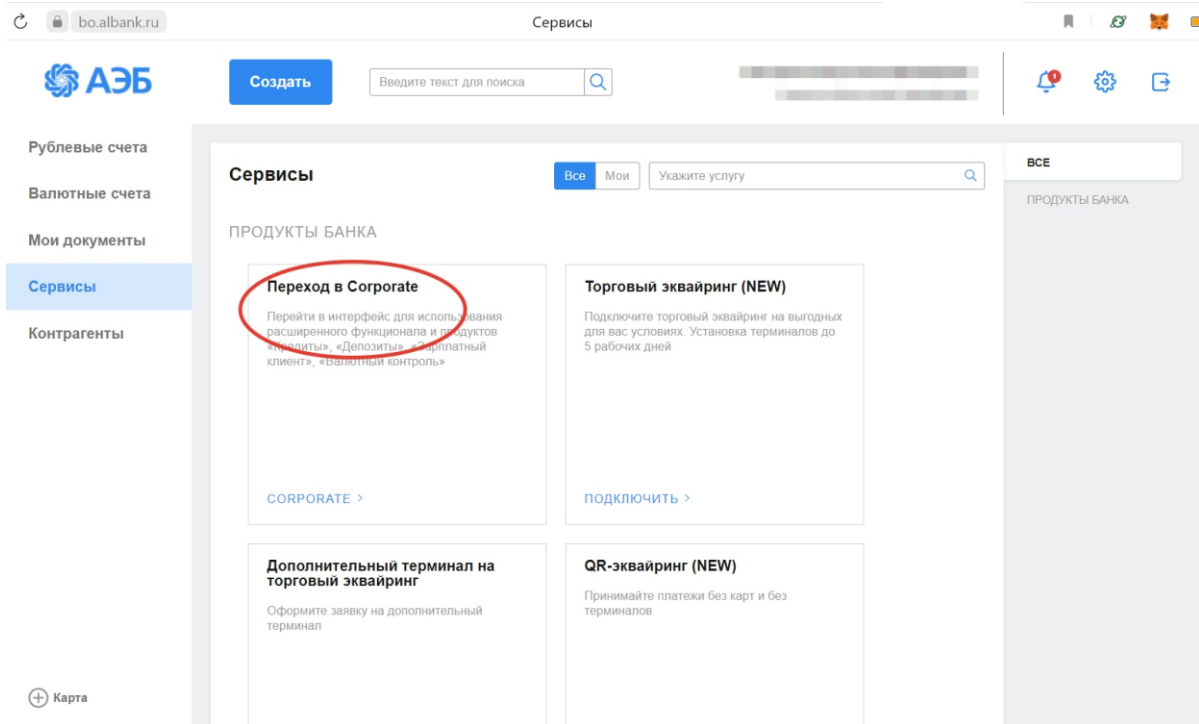 bo.albank.ru
Сервисы
АЭБ
Создать
Введите текст для поиска
1
Рублевые счета
Валютные счета
Мои документы
Сервисы
Контрагенты
Карта
Сервисы
Все
Мои
Укажите услугу
ВСЕ
ПРОДУКТЫ БАНКА
ПРОДУКТЫ БАНКА
Переход в Corporate
Перейти в интерфейс для использования
расширенного функционала и продуктов
«Кредиты», «Депозиты», «Зарплатный
клиент», «Валютный контроль»
CORPORATE >
Торговый эквайринг (NEW)
Подключите торговый эквайринг на выгодных
для вас условиях. Установка терминалов до
5 рабочих дней
ПОДКЛЮЧИТЬ >
Дополнительный терминал на
торговый эквайринг
Оформите заявку на дополнительный
терминал
QR-эквайринг (NEW)
Принимайте платежи без карт и без
терминалов